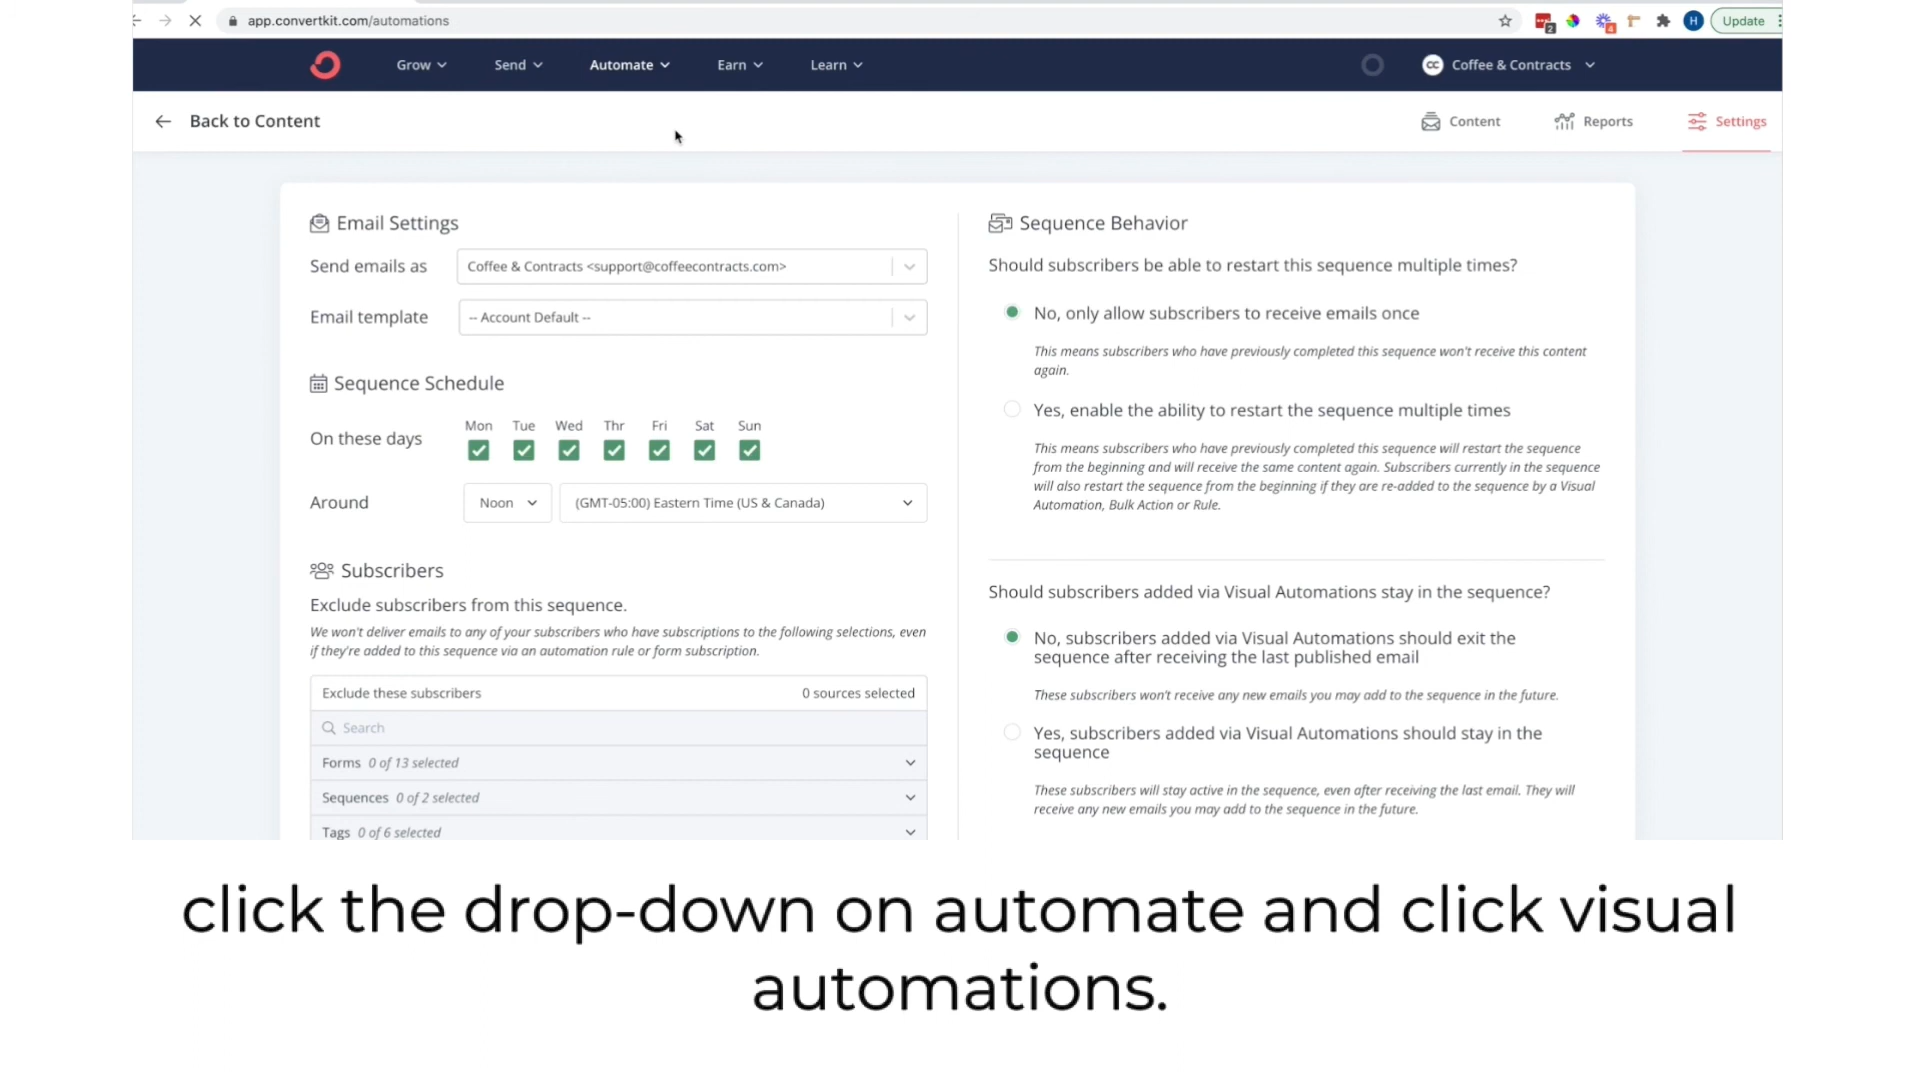 app.convertkit.com/automations
2
4
H
Update
Grow
Send
Automate
Earn
Learn
CC
Coffee & Contracts
Back to Content
Content
Reports
Settings
Email Settings
Send emails as
Coffee & Contracts <support@coffeecontracts.com>
Email template
-- Account Default --
Sequence Schedule
On these days
Mon Tue Wed Thr Fri Sat Sun
Around
Noon
(GMT-05:00) Eastern Time (US & Canada)
Subscribers
Exclude subscribers from this sequence.
We won't deliver emails to any of your subscribers who have subscriptions to the following selections, even
if they're added to this sequence via an automation rule or form subscription.
Exclude these subscribers 0 sources selected
Search
Forms 0 of 13 selected
Sequences 0 of 2 selected
Tags 0 of 6 selected
Sequence Behavior
Should subscribers be able to restart this sequence multiple times?
No, only allow subscribers to receive emails once
This means subscribers who have previously completed this sequence won't receive this content
again.
Yes, enable the ability to restart the sequence multiple times
This means subscribers who have previously completed this sequence will restart the sequence
from the beginning and will receive the same content again. Subscribers currently in the sequence
will also restart the sequence from the beginning if they are re-added to the sequence by a Visual
Automation, Bulk Action or Rule.
Should subscribers added via Visual Automations stay in the sequence?
No, subscribers added via Visual Automations should exit the
sequence after receiving the last published email
These subscribers won't receive any new emails you may add to the sequence in the future.
Yes, subscribers added via Visual Automations should stay in the
sequence
These subscribers will stay active in the sequence, even after receiving the last email. They will
receive any new emails you may add to the sequence in the future.
click the drop-down on automate and click visual
automations.